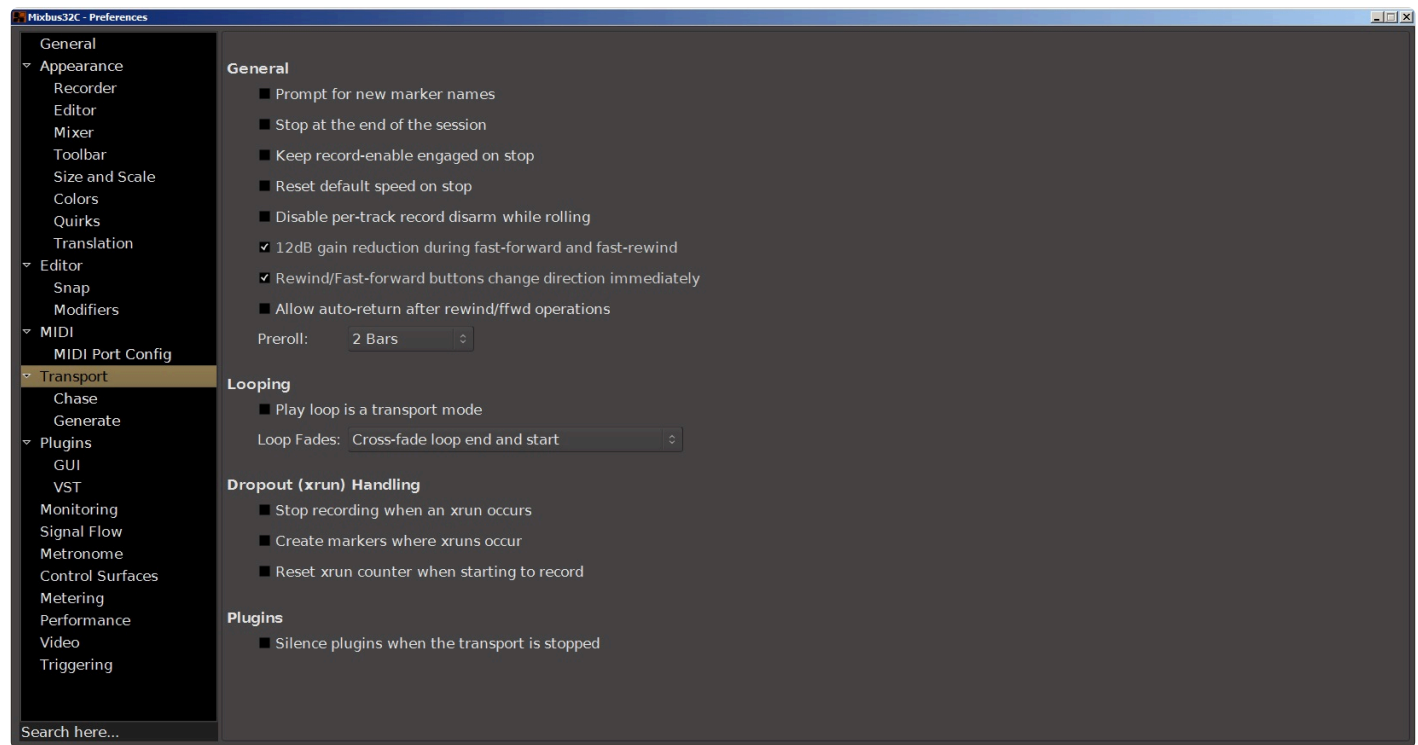 Mixbus32C - Preferences
General
Appearance
Recorder
Editor
Mixer
Toolbar
Size and Scale
Colors
Quirks
Translation
Editor
Snap
Modifiers
MIDI
MIDI Port Config
Transport
Chase
Generate
Plugins
GUI
VST
Monitoring
Signal Flow
Metronome
Control Surfaces
Metering
Performance
Video
Triggering
Search here...
General
Prompt for new marker names
Stop at the end of the session
Keep record-enable engaged on stop
Reset default speed on stop
Disable per-track record disarm while rolling
12dB gain reduction during fast-forward and fast-rewind
Rewind/Fast-forward buttons change direction immediately
Allow auto-return after rewind/ffwd operations
Preroll: 2 Bars
Looping
Play loop is a transport mode
Loop Fades: Cross-fade loop end and start
Dropout (xrun) Handling
Stop recording when an xrun occurs
Create markers where xruns occur
Reset xrun counter when starting to record
Plugins
Silence plugins when the transport is stopped